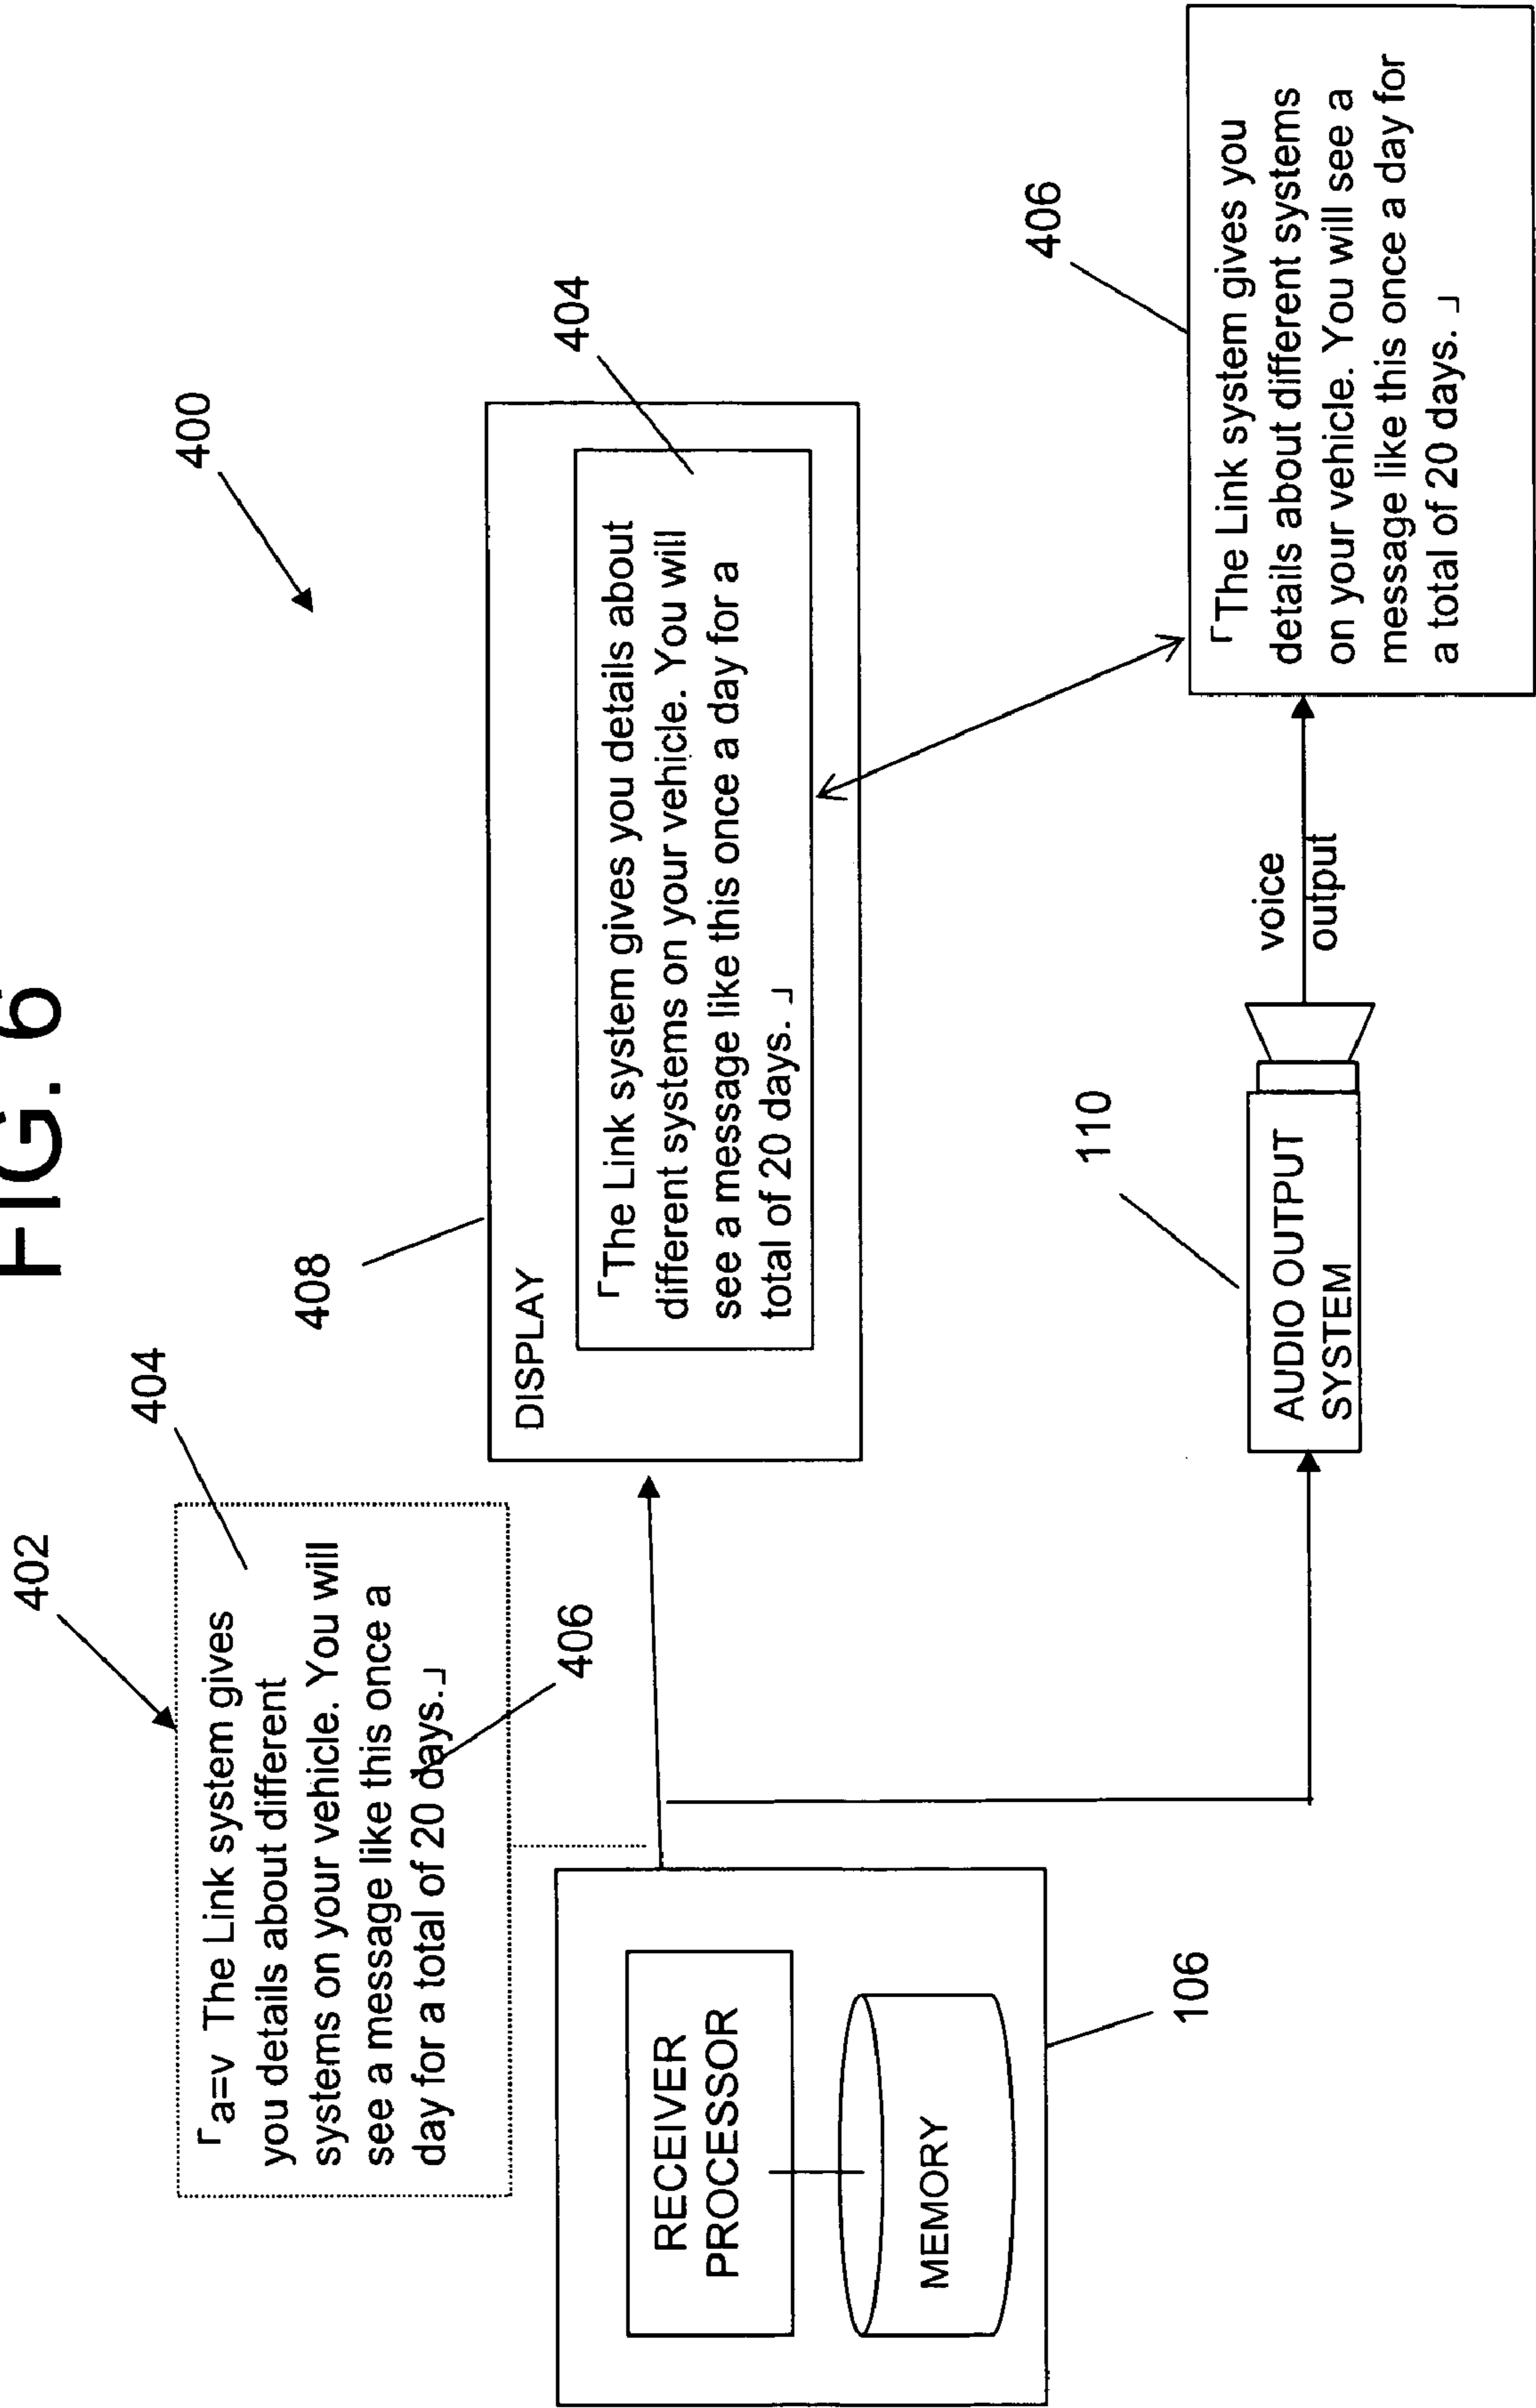 FIG. 6
400
402
404
「a=v The Link system gives
you details about different
systems on your vehicle. You will
see a message like this once a
day for a total of 20 days.」
406
408
DISPLAY
404
「The Link system gives you details about
different systems on your vehicle. You will
see a message like this once a day for a
total of 20 days. 」
RECEIVER
PROCESSOR
MEMORY
106
110
AUDIO OUTPUT
SYSTEM
voice
output
406
「The Link system gives you
details about different systems
on your vehicle. You will see a
message like this once a day for
a total of 20 days. 」